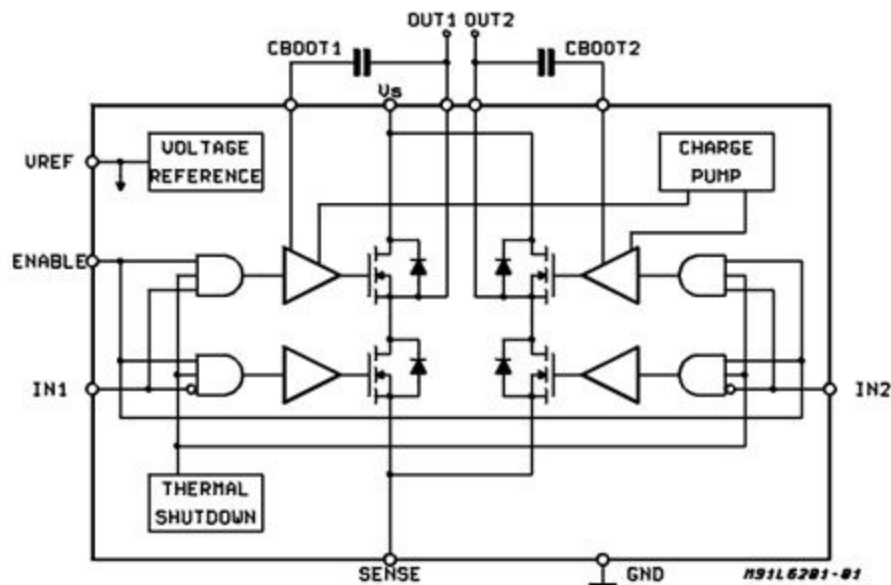 OUT1 OUT2
CBOOT1
CBOOT2
Vs
VREF
VOLTAGE
REFERENCE
CHARGE
PUMP
ENABLE
IN1
IN2
THERMAL
SHUTDOWN
SENSE
GND
M91L6201-01